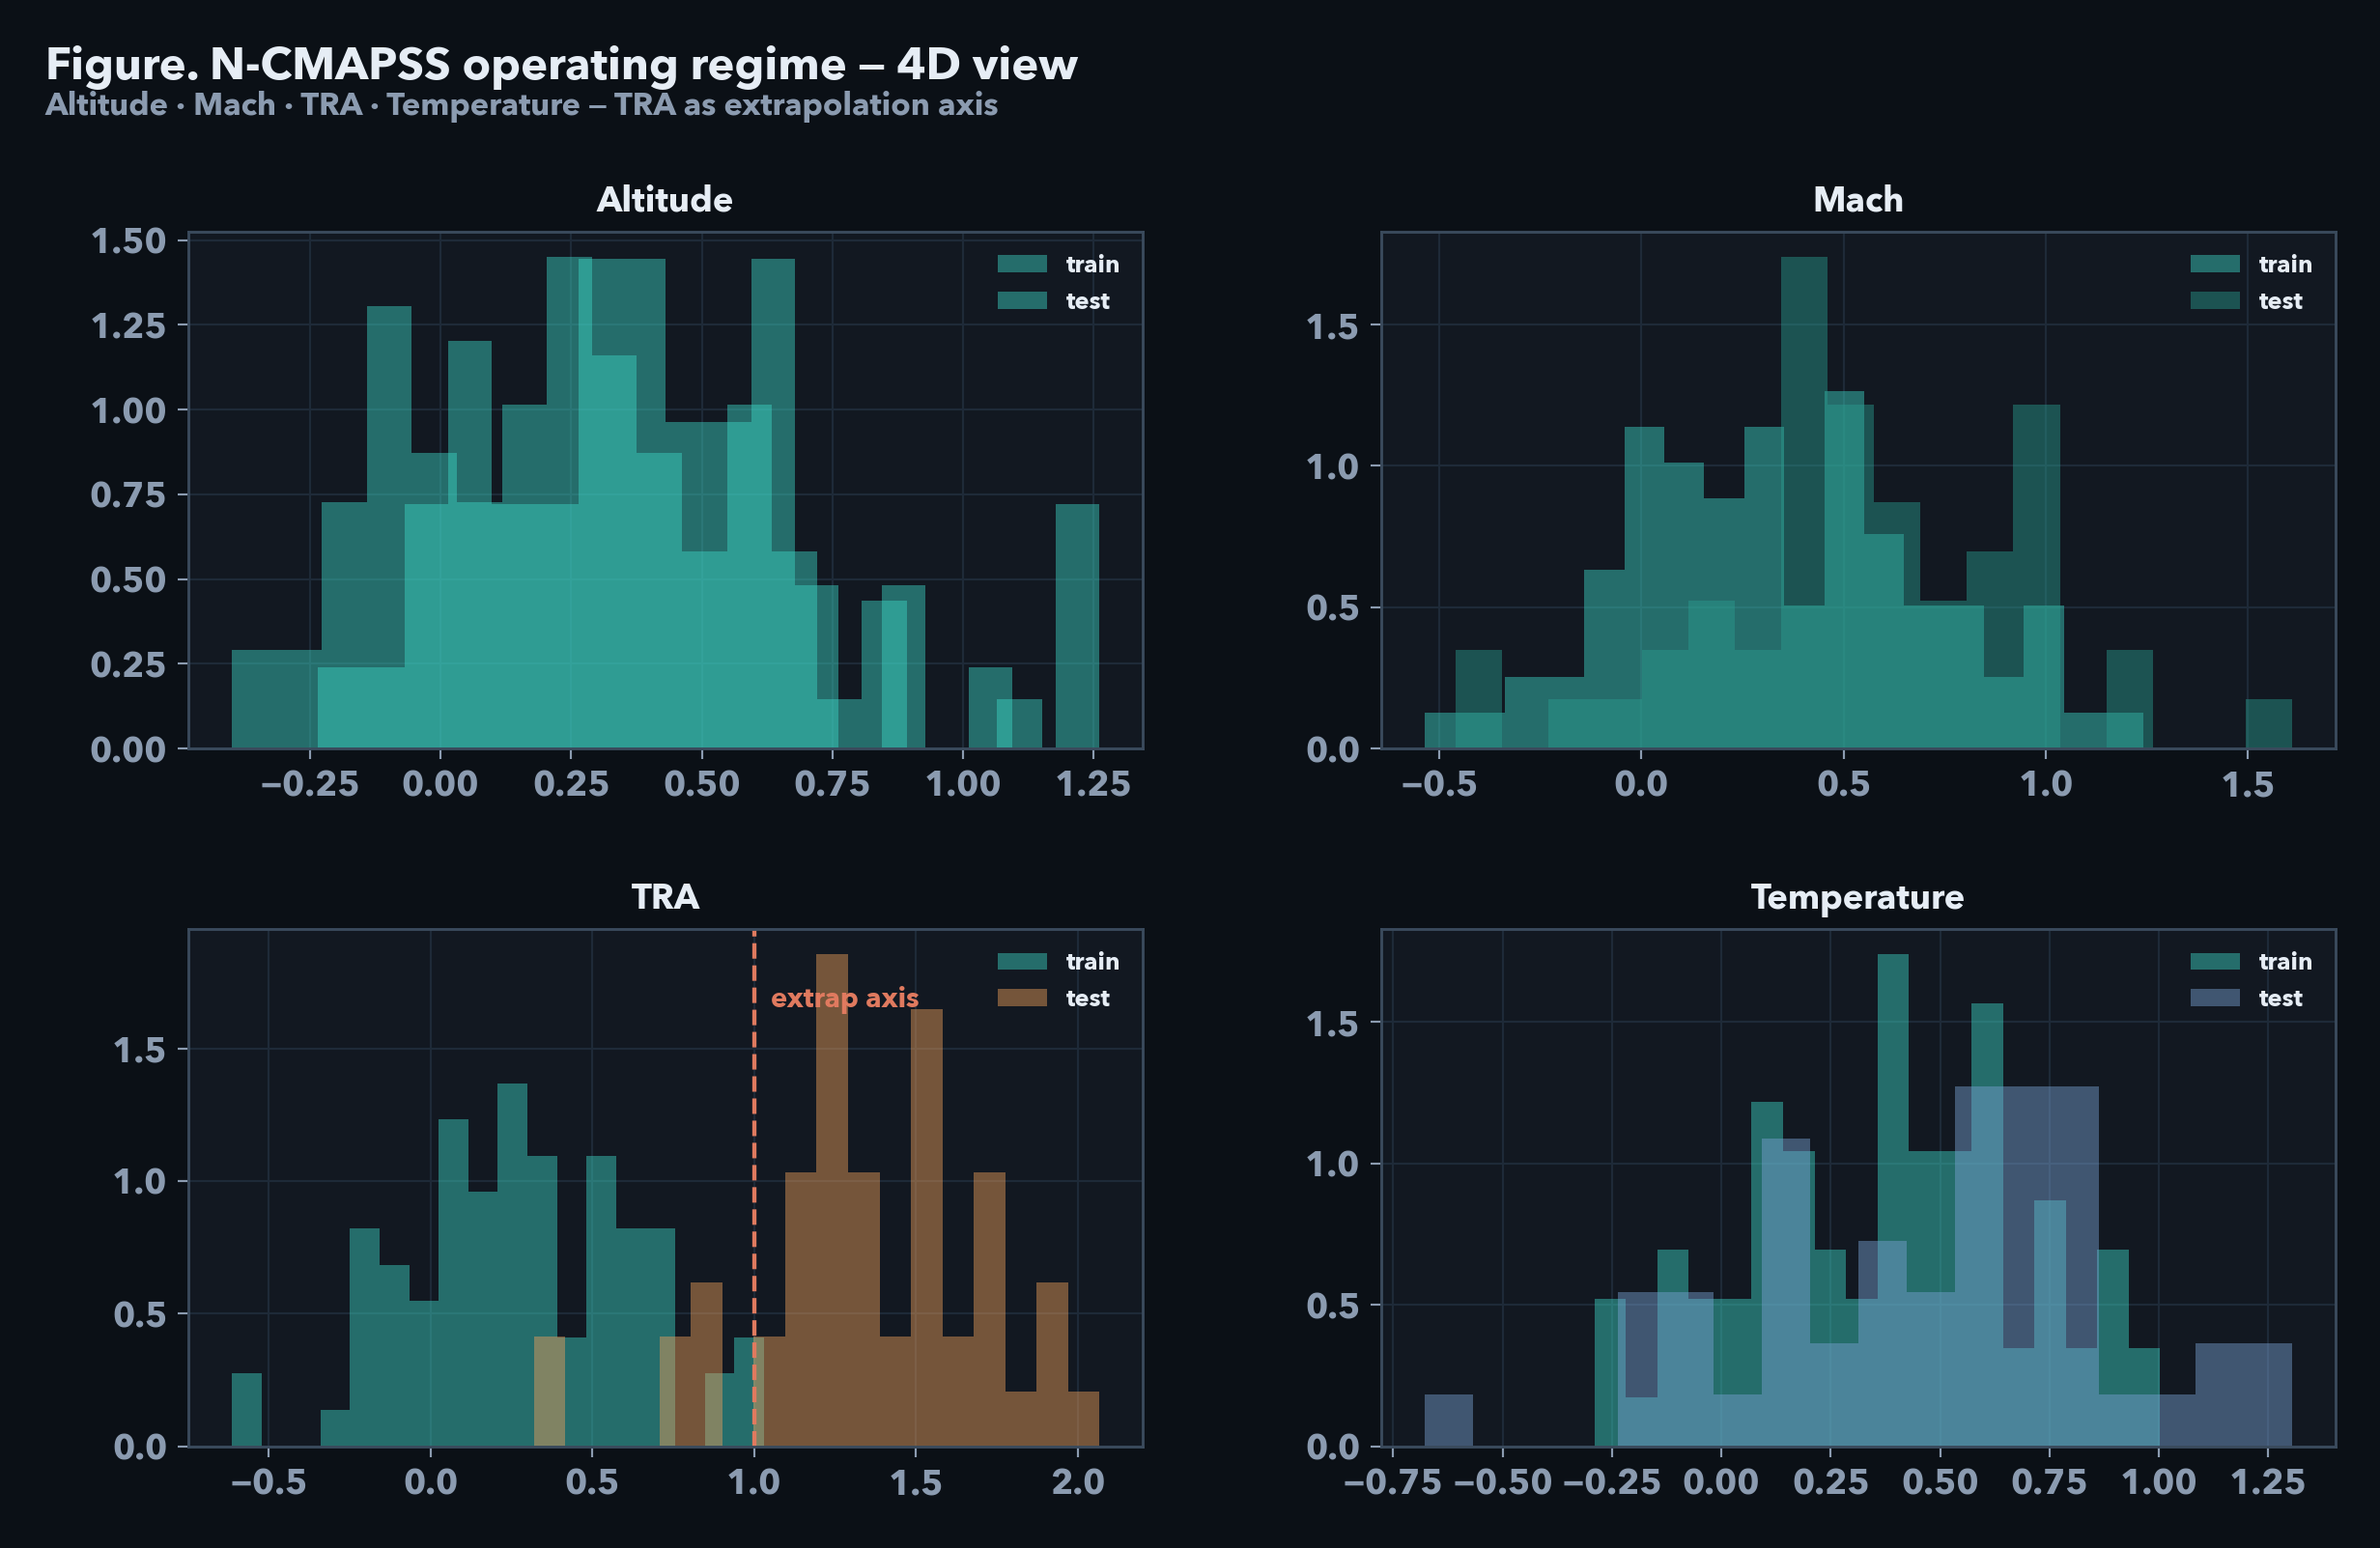 Figure. N-CMAPSS operating regime – 4D view
Altitude · Mach · TRA · Temperature – TRA as extrapolation axis
Altitude
1.50
1.25
1.00
0.75
0.50
0.25
0.00
−0.25 0.00 0.25 0.50 0.75 1.00 1.25
train
test
Mach
1.5
1.0
0.5
0.0
−0.5 0.0 0.5 1.0 1.5
train
test
TRA
1.5
1.0
0.5
0.0
−0.5 0.0 0.5 1.0 1.5 2.0
extrap axis
train
test
Temperature
1.5
1.0
0.5
0.0
−0.75 −0.50 −0.25 0.00 0.25 0.50 0.75 1.00 1.25
train
test